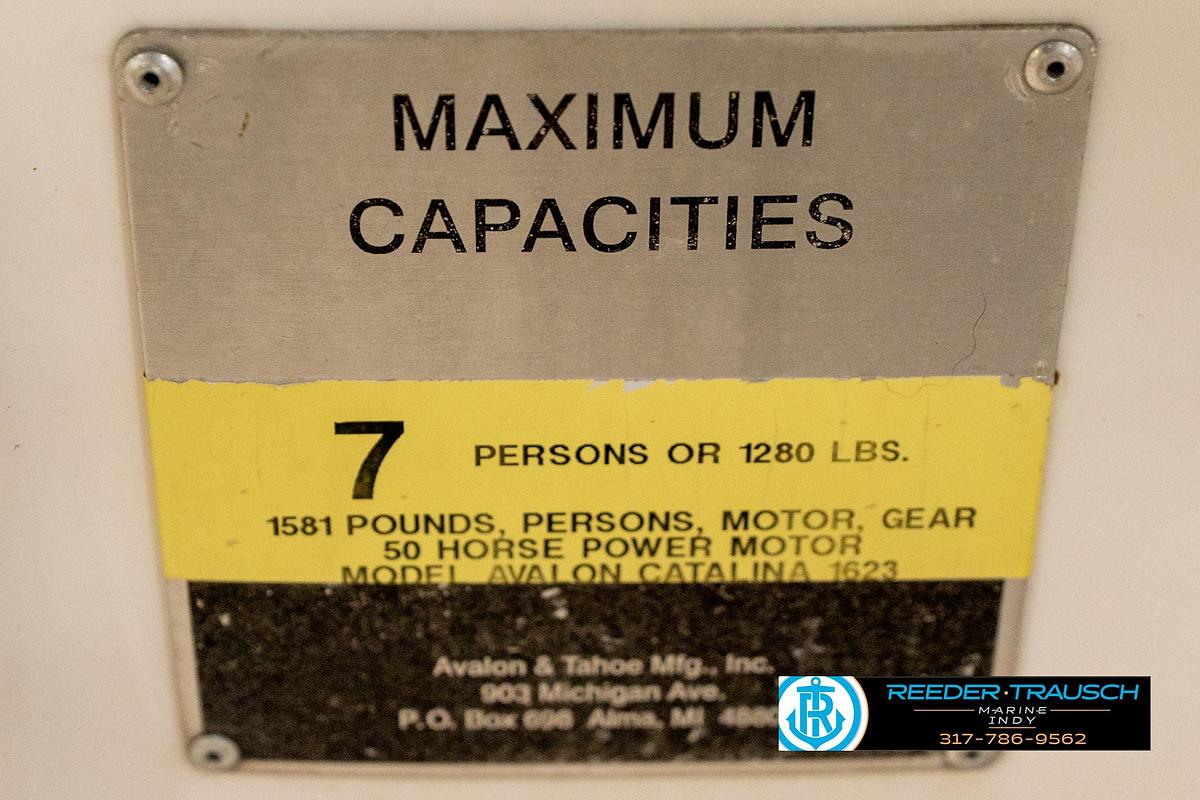 MAXIMUM
CAPACITIES
7 PERSONS OR 1280 LBS.
1581 POUNDS, PERSONS, MOTOR, GEAR
50 HORSE POWER MOTOR
MODEL AVALON CATALINA 1623
Avalon & Tahoe Mfg., Inc.
903 Michigan Ave.
P.O. Box 698 Alma, MI
R
REEDER·TRAUSCH
MARINE
INDY
317-786-9562